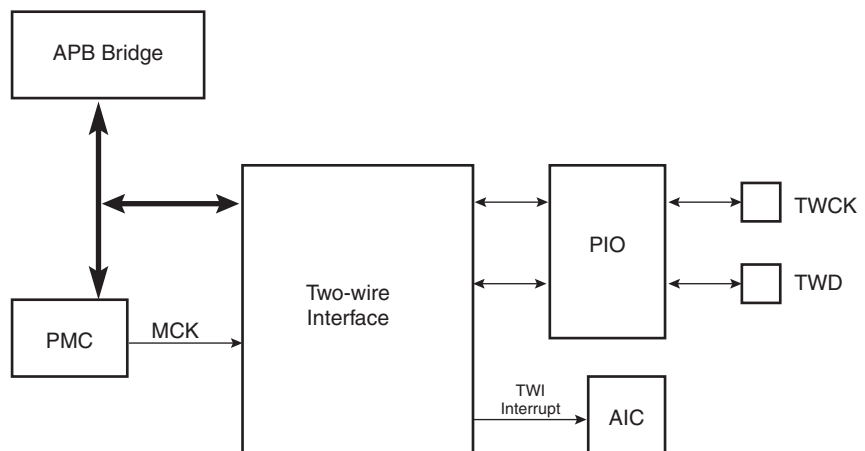 APB Bridge
TWCK
PIO
TWD
Two-wire
Interface
PMC
MCK
TWI
Interrupt
AIC